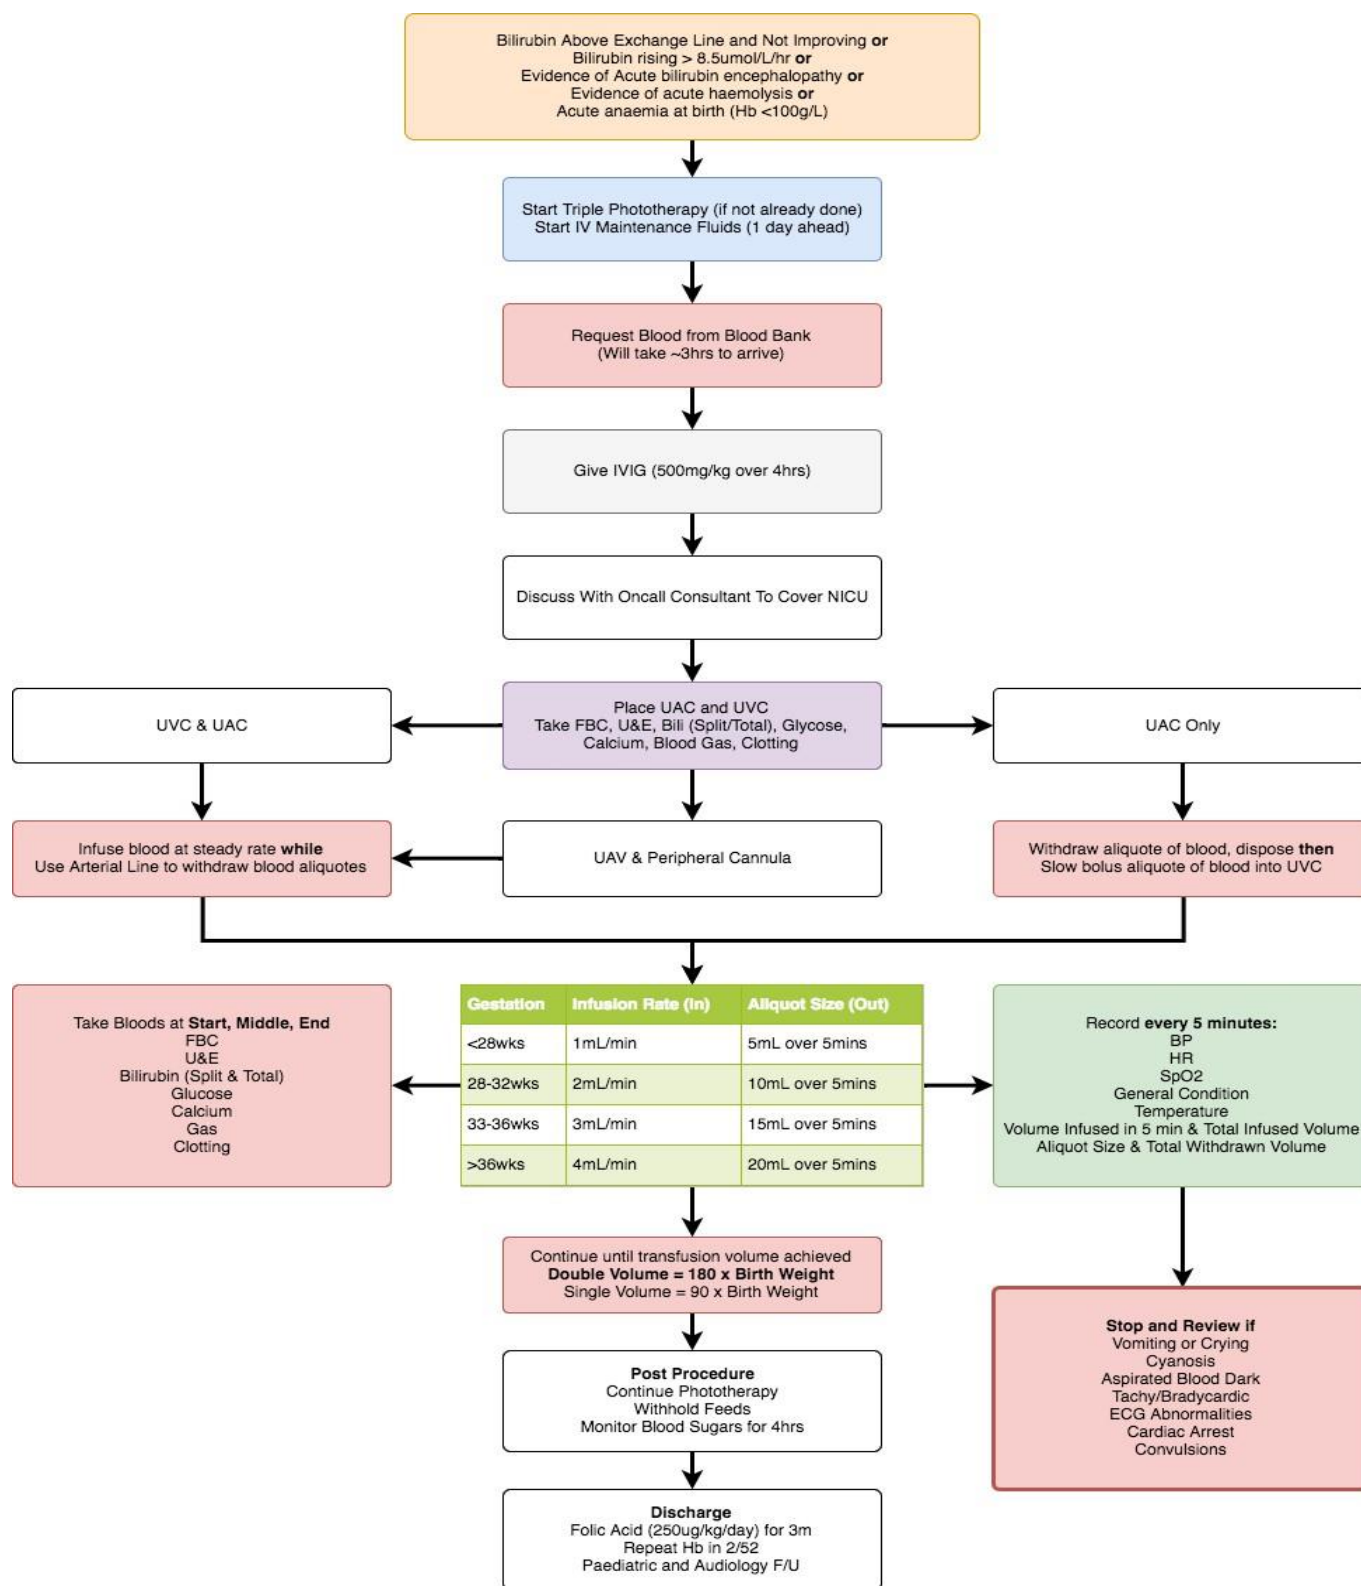 Bilirubin Above Exchange Line and Not Improving or
Bilirubin rising > 8.5umol/L/hr or
Evidence of Acute bilirubin encephalopathy or
Evidence of acute haemolysis or
Acute anaemia at birth (Hb <100g/L)
Start Triple Phototherapy (if not already done)
Start IV Maintenance Fluids (1 day ahead)
Request Blood from Blood Bank
(Will take ~3hrs to arrive)
Give IVIG (500mg/kg over 4hrs)
Discuss With Oncall Consultant To Cover NICU
UVC & UAC
Place UAC and UVC
Take FBC, U&E, Bili (Split/Total), Glycose,
Calcium, Blood Gas, Clotting
UAC Only
Infuse blood at steady rate while
Use Arterial Line to withdraw blood aliquotes
UAV & Peripheral Cannula
Withdraw aliquote of blood, dispose then
Slow bolus aliquote of blood into UVC
Take Bloods at Start, Middle, End
FBC
U&E
Bilirubin (Split & Total)
Glucose
Calcium
Gas
Clotting
Gestation Infusion Rate (In) Aliquot Size (Out)
<28wks 1mL/min 5mL over 5mins
28-32wks 2mL/min 10mL over 5mins
33-36wks 3mL/min 15mL over 5mins
>36wks 4mL/min 20mL over 5mins
Record every 5 minutes:
BP
HR
SpO2
General Condition
Temperature
Volume Infused in 5 min & Total Infused Volume
Aliquot Size & Total Withdrawn Volume
Continue until transfusion volume achieved
Double Volume = 180 x Birth Weight
Single Volume = 90 x Birth Weight
Stop and Review if
Vomiting or Crying
Cyanosis
Aspirated Blood Dark
Tachy/Bradycardic
ECG Abnormalities
Cardiac Arrest
Convulsions
Post Procedure
Continue Phototherapy
Withhold Feeds
Monitor Blood Sugars for 4hrs
Discharge
Folic Acid (250ug/kg/day) for 3m
Repeat Hb in 2/52
Paediatric and Audiology F/U